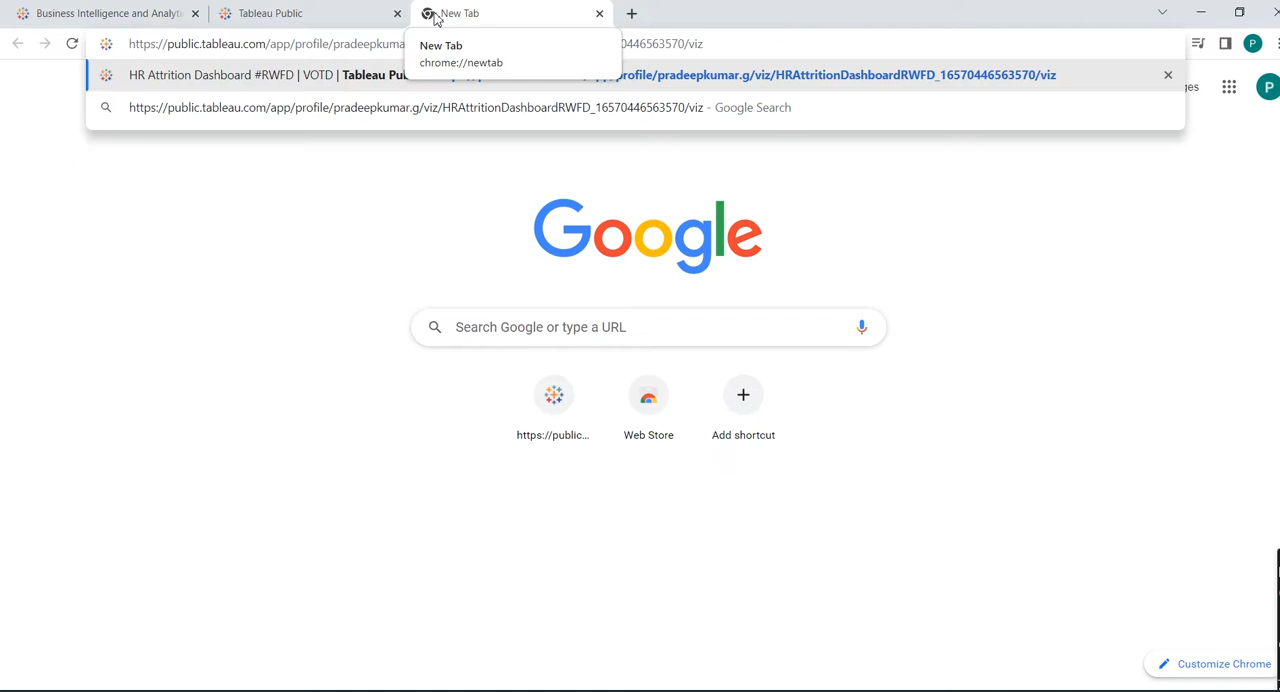 Business Intelligence and Analyti
Tableau Public
New Tab
https://public.tableau.com/app/profile/pradeepkuma
0446563570/viz
P
New Tab
chrome://newtab
HR Attrition Dashboard #RWFD | VOTD | Tableau Pu
/profile/pradeepkumar.g/viz/HRAttritionDashboardRWFD_16570446563570/viz
https://public.tableau.com/app/profile/pradeepkumar.g/viz/HRAttritionDashboardRWFD_16570446563570/viz - Google Search
ges
P
Google
Search Google or type a URL
https://public...
Web Store
Add shortcut
Customize Chrome